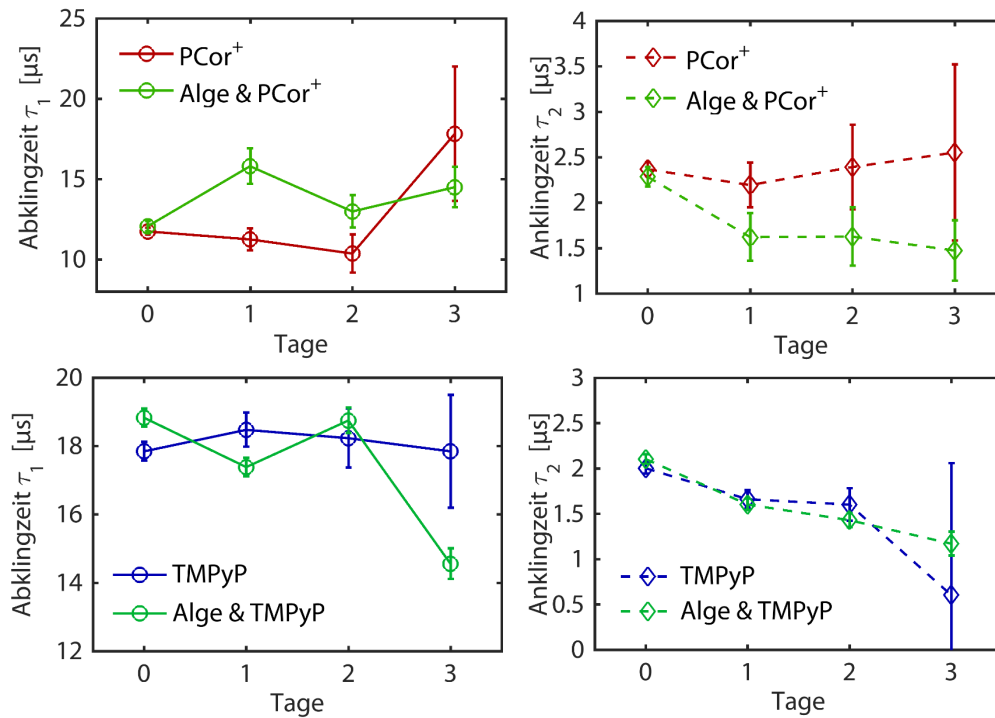 25
20
15
10
Abklingzeit τ₁ [µs]
PCor⁺
Alge & PCor⁺
0 1 2 3
Tage
4
3.5
3
2.5
2
1.5
1
Anklingzeit τ₂ [µs]
PCor⁺
Alge & PCor⁺
0 1 2 3
Tage
20
18
16
14
12
Abklingzeit τ₁ [µs]
TMPyP
Alge & TMPyP
0 1 2 3
Tage
3
2.5
2
1.5
1
0.5
0
Anklingzeit τ₂ [µs]
TMPyP
Alge & TMPyP
0 1 2 3
Tage